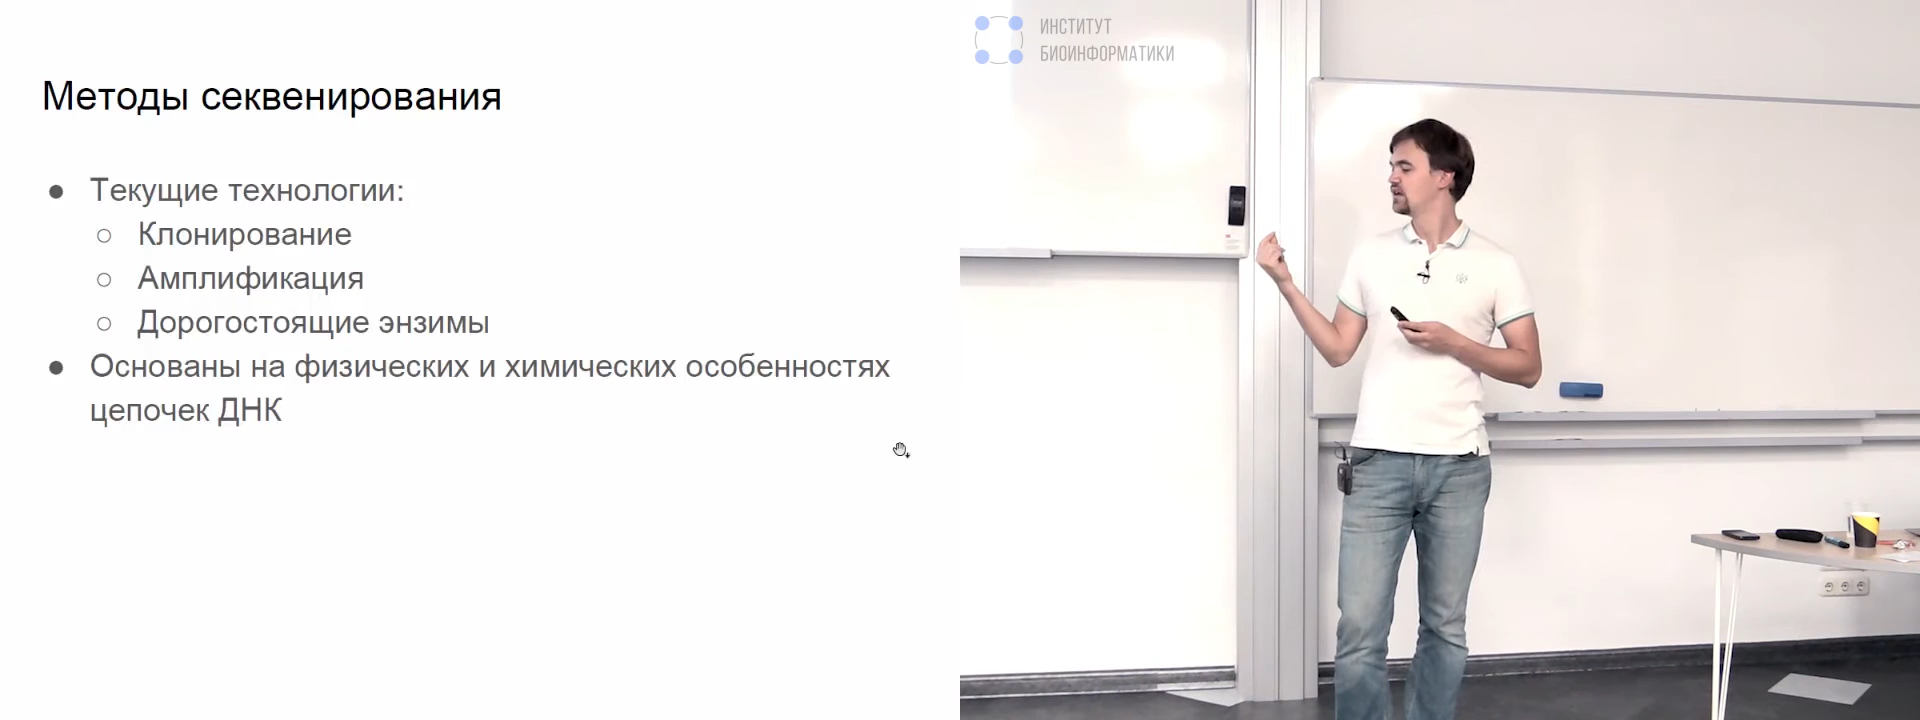 Методы секвенирования
● Текущие технологии:
○ Клонирование
○ Амплификация
○ Дорогостоящие энзимы
● Основаны на физических и химических особенностях
цепочек ДНК
ИНСТИТУТ
БИОИНФОРМАТИКИ